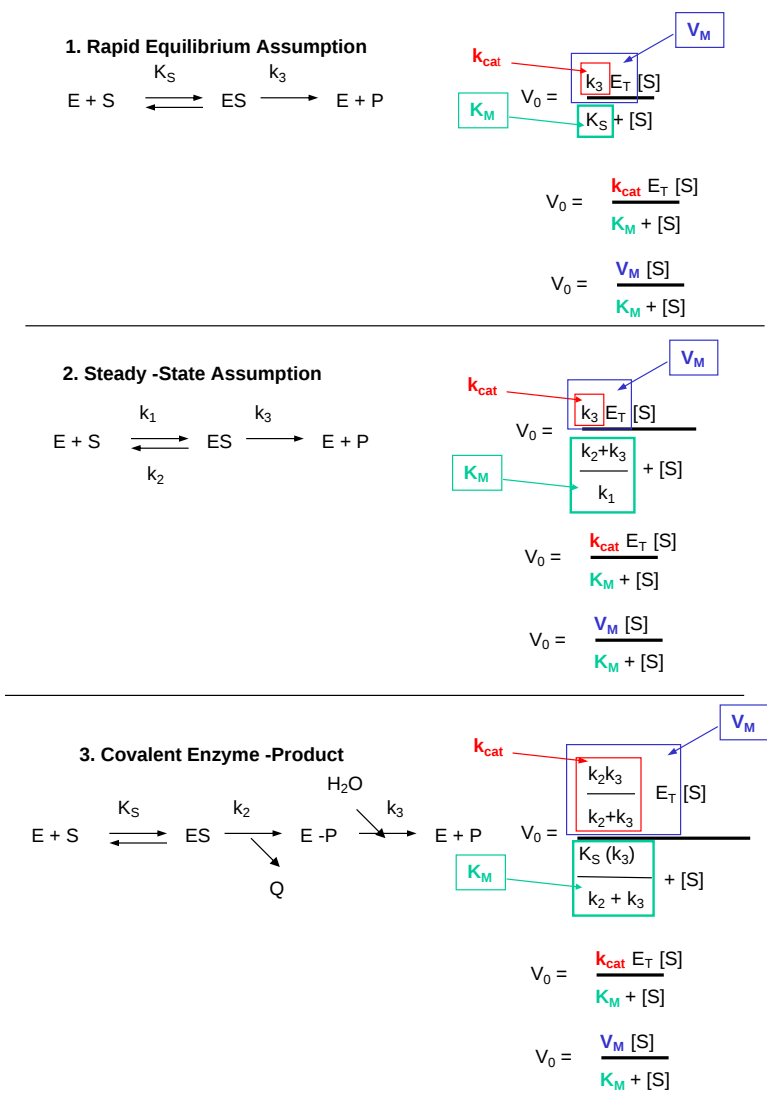 1. Rapid Equilibrium Assumption
K_S k_3
E + S ES E + P
k_cat
V_M
K_M
V_0 = k_3 E_T [S]
K_S + [S]
V_0 = k_cat E_T [S]
K_M + [S]
V_0 = V_M [S]
K_M + [S]
2. Steady -State Assumption
k_1 k_3
E + S ES E + P
k_2
k_cat
V_M
K_M
V_0 = k_3 E_T [S]
k_2+k_3
k_1
+ [S]
V_0 = k_cat E_T [S]
K_M + [S]
V_0 = V_M [S]
K_M + [S]
3. Covalent Enzyme -Product
H_2O
K_S k_2 k_3
E + S ES E -P E + P
Q
k_cat
V_M
K_M
V_0 =
k_2k_3
k_2+k_3
E_T [S]
K_S (k_3)
k_2 + k_3
+ [S]
V_0 = k_cat E_T [S]
K_M + [S]
V_0 = V_M [S]
K_M + [S]